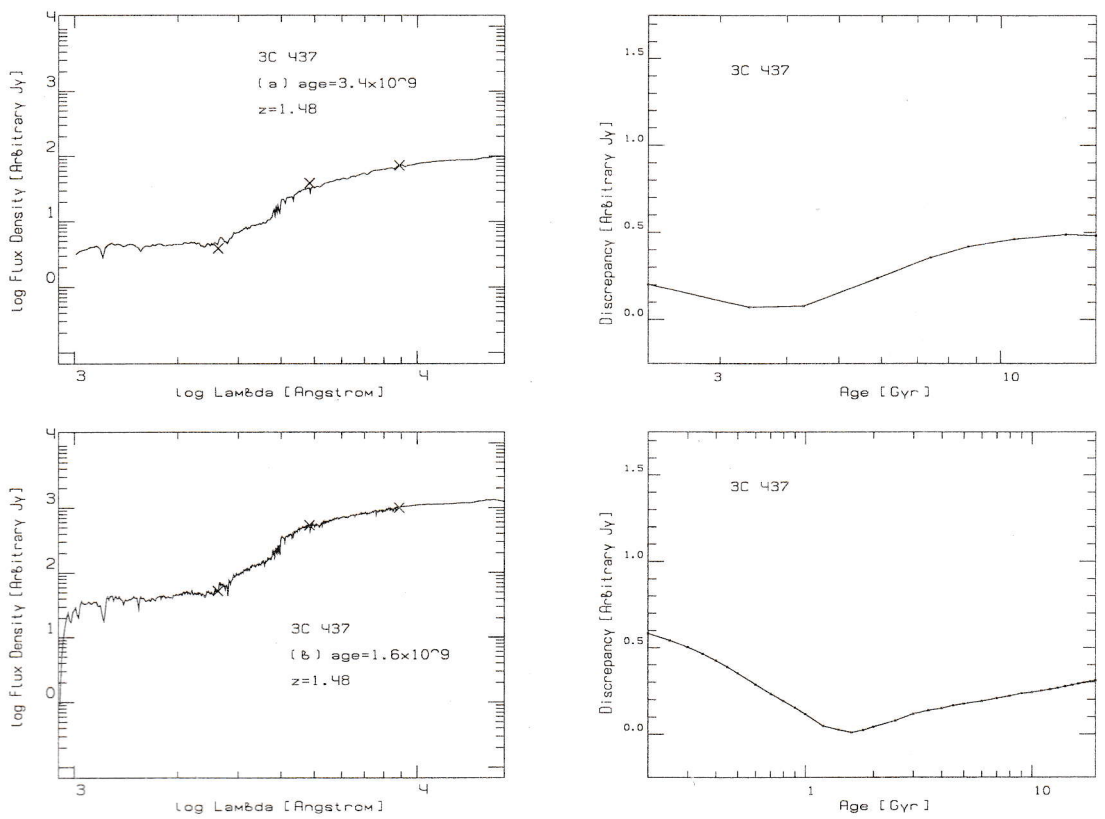 4
3
2
1
0
3C 437
(a) age=3.4x10^9
z=1.48
3
4
log Lambda [Angstrom]
log Flux Density [Arbitrary Jy]
1.5
1.0
0.5
0.0
3C 437
3
10
Age [Gyr]
Discrepancy [Arbitrary Jy]
4
3
2
1
0
3C 437
(b) age=1.6x10^9
z=1.48
3
4
log Lambda [Angstrom]
log Flux Density [Arbitrary Jy]
1.5
1.0
0.5
0.0
3C 437
1
10
Age [Gyr]
Discrepancy [Arbitrary Jy]